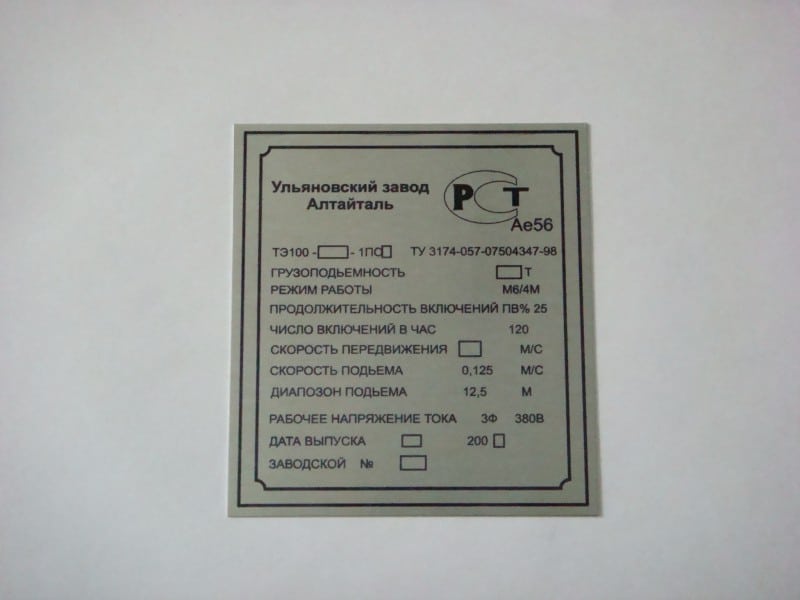 Ульяновский завод
Алтайталь
РСТ
Ае56
ТЭ100 - - 1ПО ТУ 3174-057-07504347-98
ГРУЗОПОДЬЕМНОСТЬ Т
РЕЖИМ РАБОТЫ М6/4М
ПРОДОЛЖИТЕЛЬНОСТЬ ВКЛЮЧЕНИЙ ПВ% 25
ЧИСЛО ВКЛЮЧЕНИЙ В ЧАС 120
СКОРОСТЬ ПЕРЕДВИЖЕНИЯ М/С
СКОРОСТЬ ПОДЬЕМА 0,125 М/С
ДИАПОЗОН ПОДЬЕМА 12,5 М
РАБОЧЕЕ НАПРЯЖЕНИЕ ТОКА 3Ф 380В
ДАТА ВЫПУСКА 200
ЗАВОДСКОЙ №